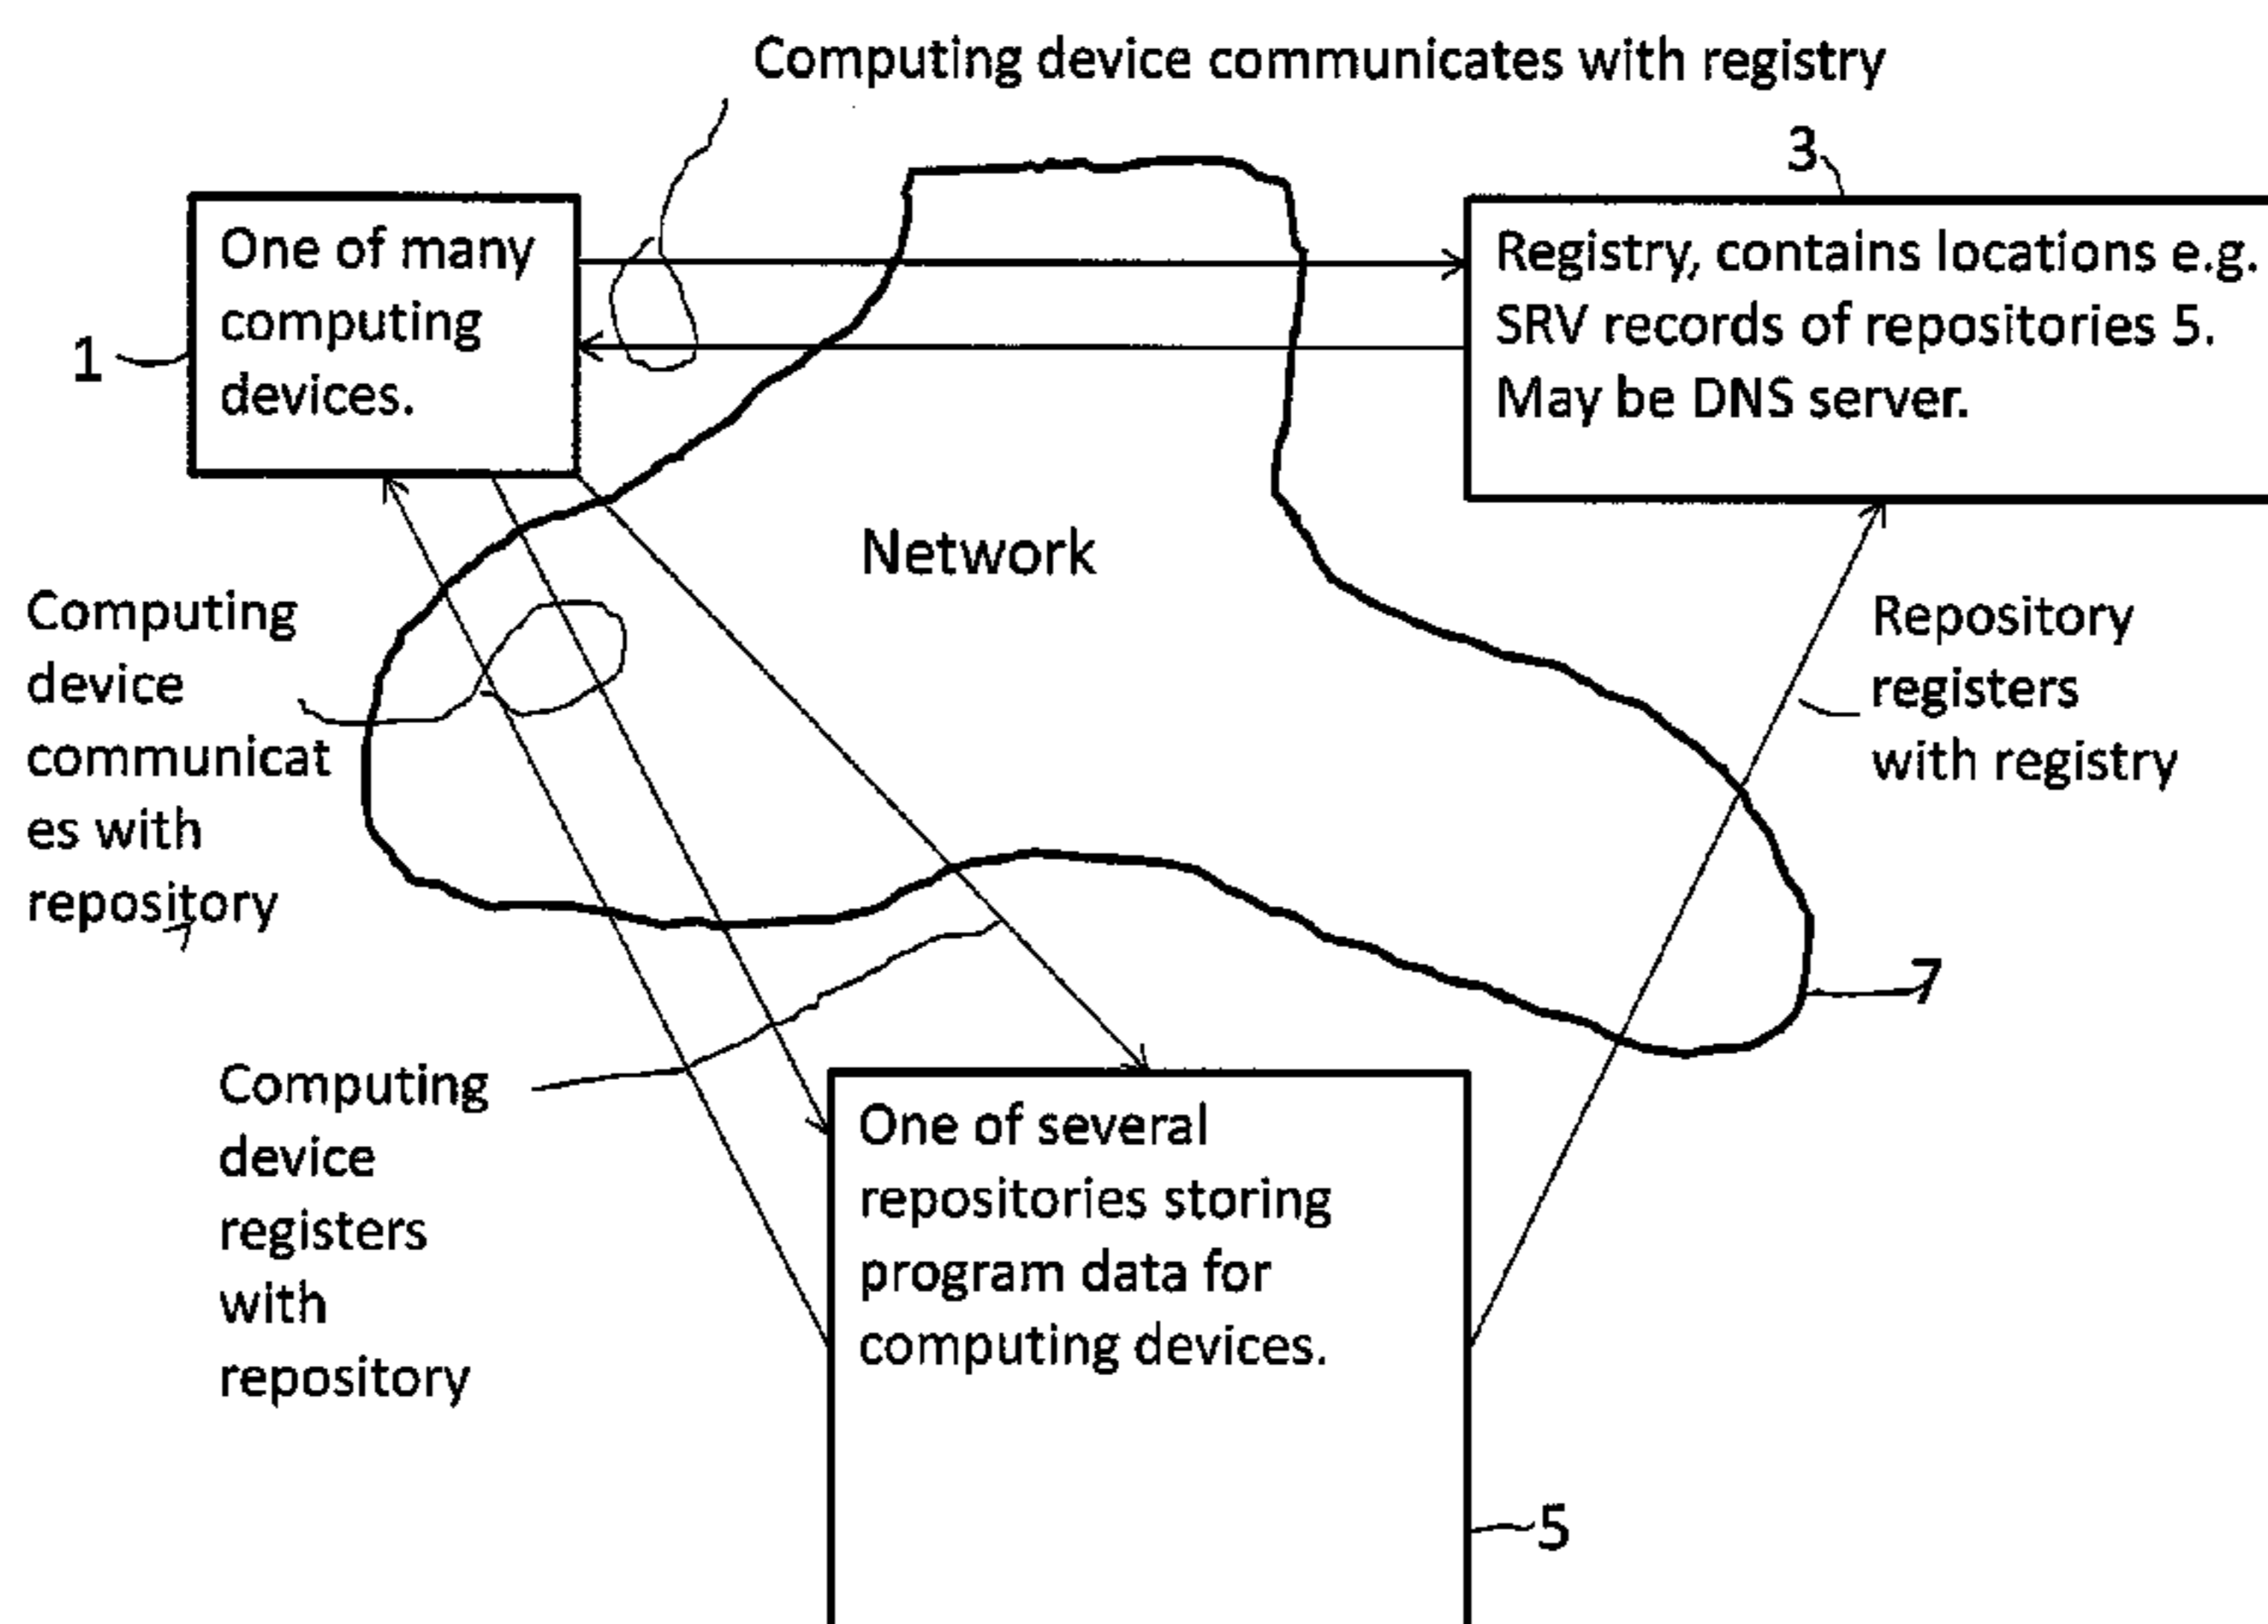 Computing device communicates with registry
3
One of many
computing
devices.
1
Registry, contains locations e.g.
SRV records of repositories 5.
May be DNS server.
Network
Computing
device
communicat
es with
repository
Repository
registers
with registry
7
Computing
device
registers
with
repository
One of several
repositories storing
program data for
computing devices.
5